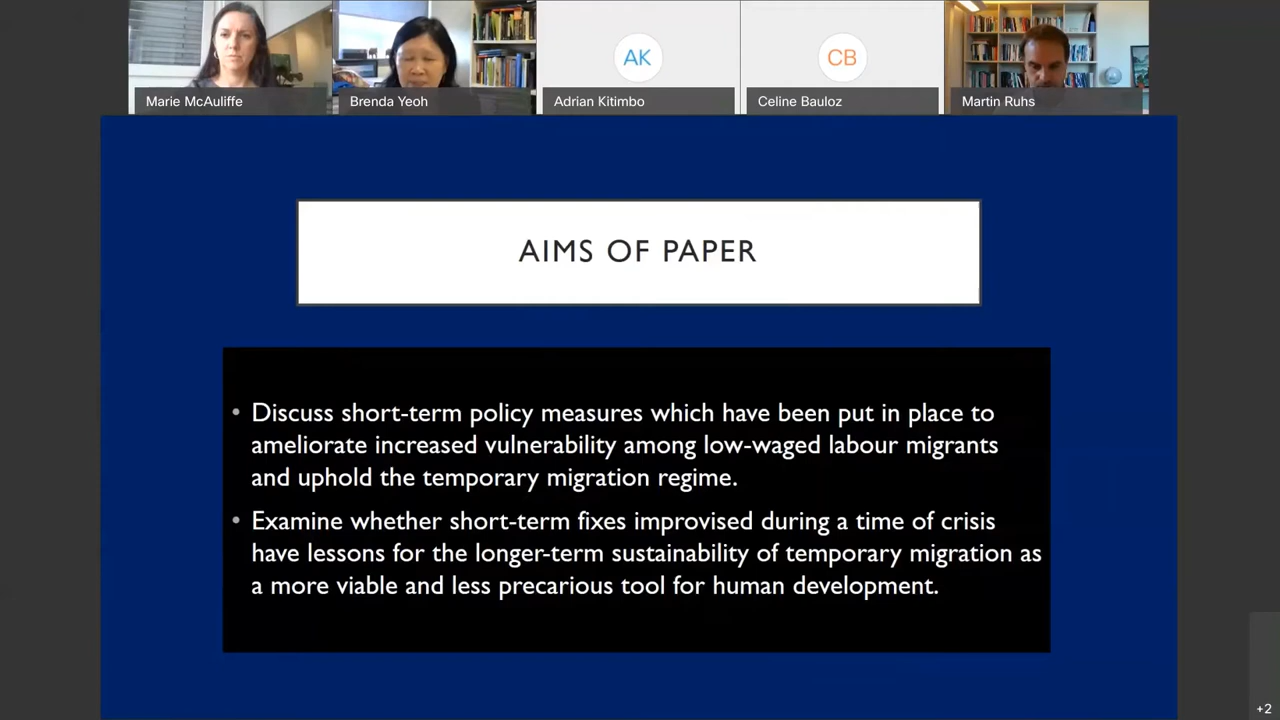 AK
CB
Marie McAuliffe
Brenda Yeoh
Adrian Kitimbo
Celine Bauloz
Martin Ruhs
AIMS OF PAPER
• Discuss short-term policy measures which have been put in place to
ameliorate increased vulnerability among low-waged labour migrants
and uphold the temporary migration regime.
• Examine whether short-term fixes improvised during a time of crisis
have lessons for the longer-term sustainability of temporary migration as
a more viable and less precarious tool for human development.
+2